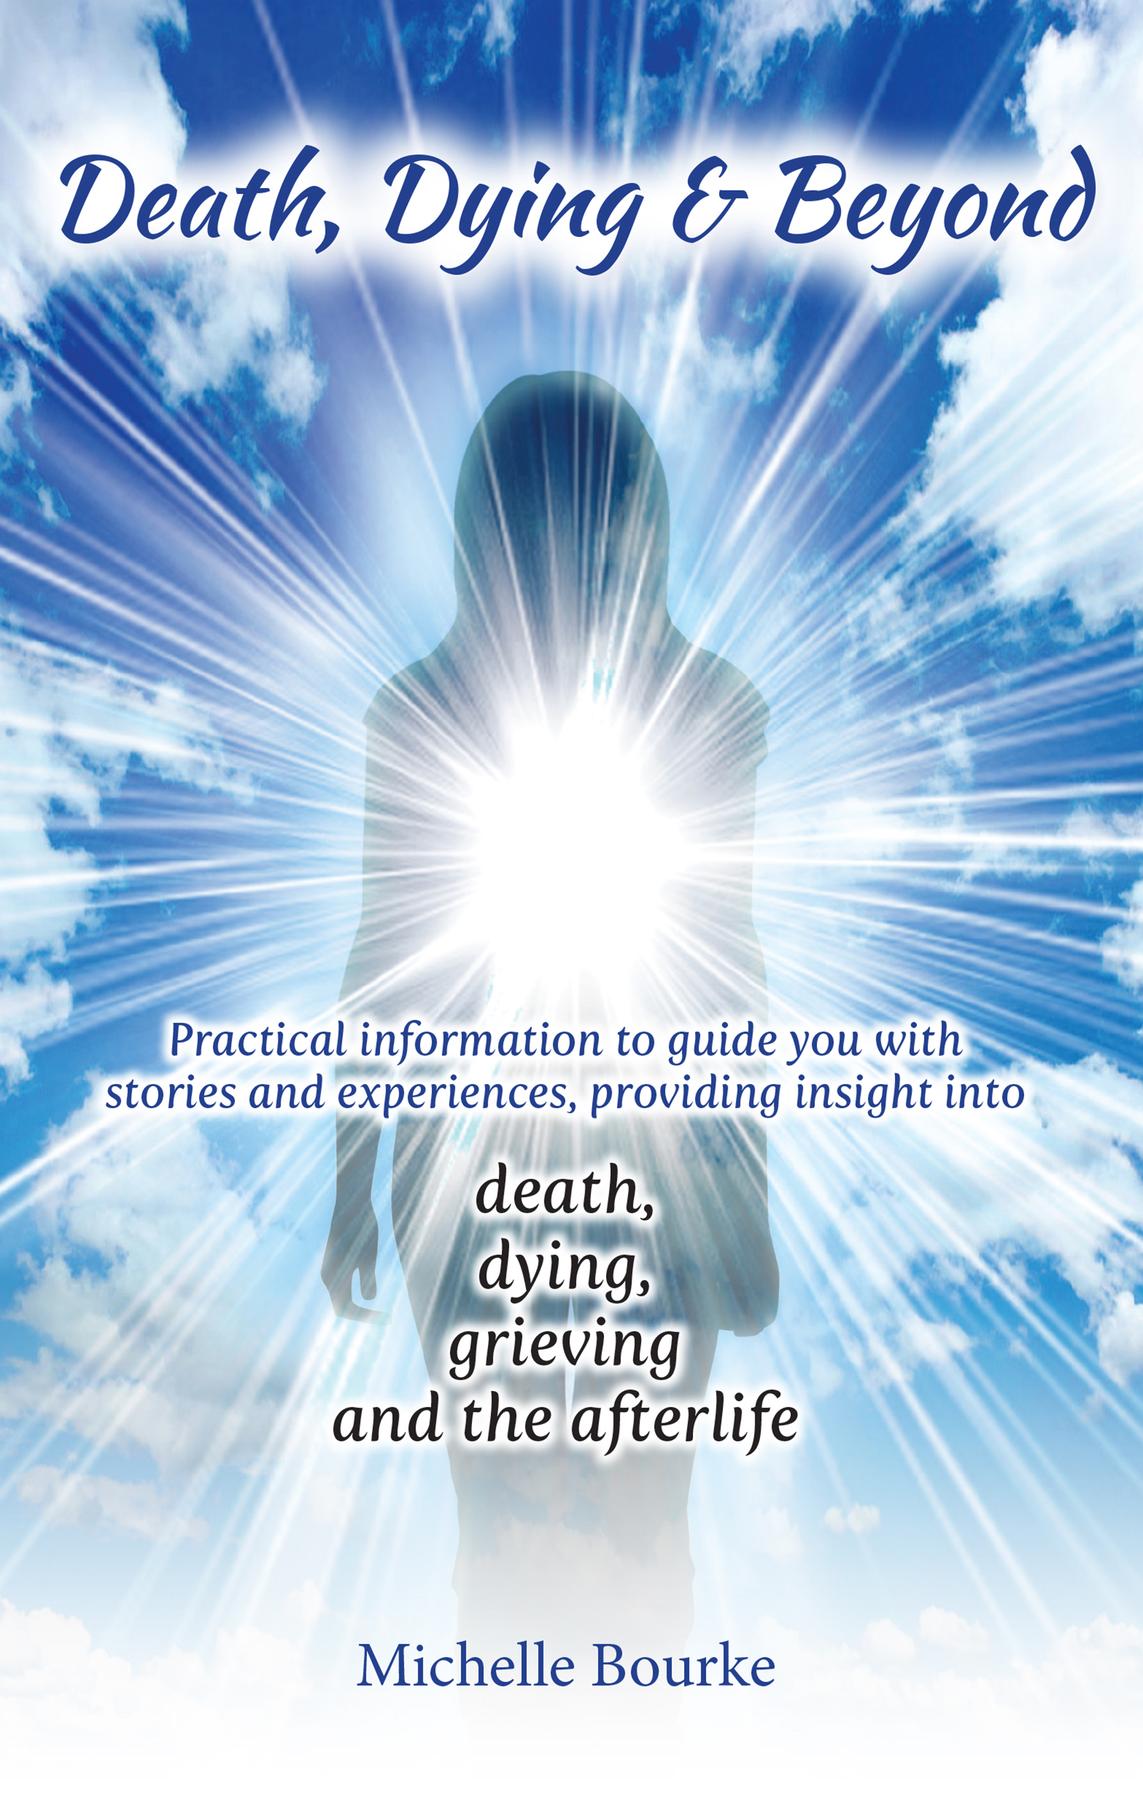 Death, Dying & Beyond
Practical information to guide you with
stories and experiences, providing insight into
death,
dying,
grieving
and the afterlife
Michelle Bourke